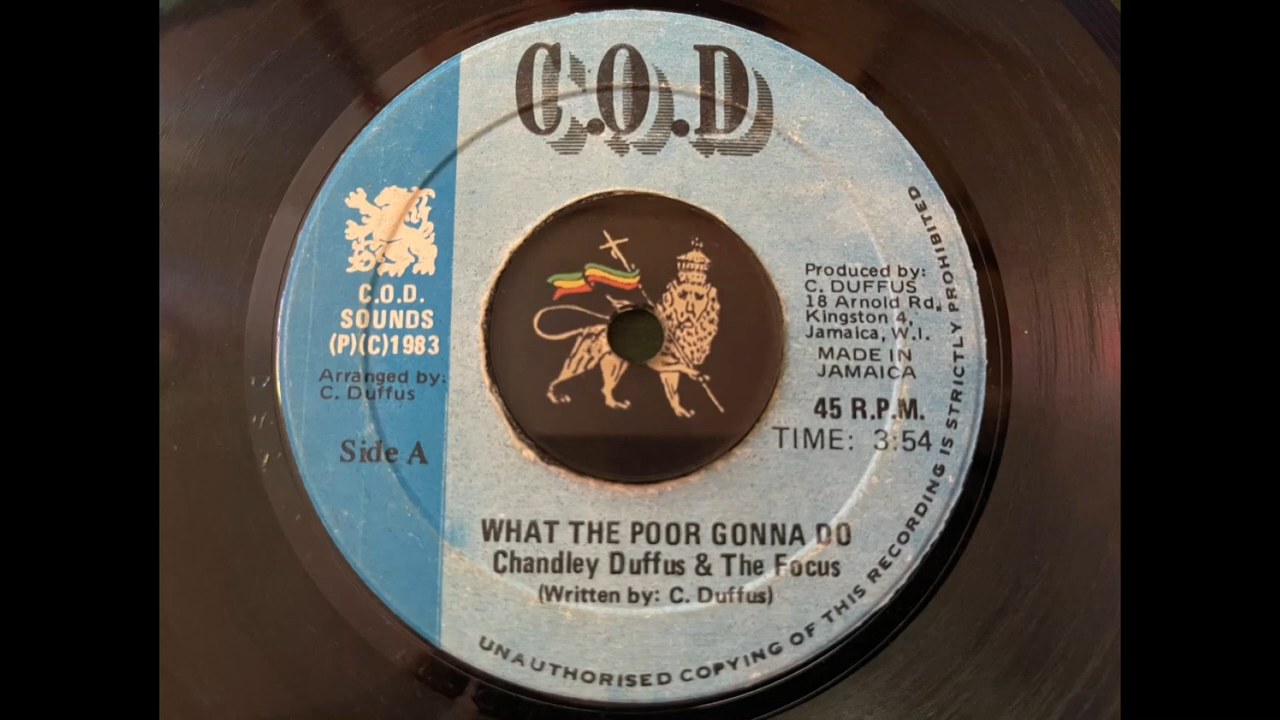 C.O.D
C.O.D.
SOUNDS
(P)(C)1983
Arranged by:
C. Duffus
Side A
Produced by:
C. DUFFUS
18 Arnold Rd,
Kingston 4,
Jamaica, W.I.
MADE IN
JAMAICA
45 R.P.M.
TIME: 3:54
WHAT THE POOR GONNA DO
Chandley Duffus & The Focus
(Written by: C. Duffus)
UNAUTHORISED COPYING OF THIS RECORDING IS STRICTLY PROHIBITED